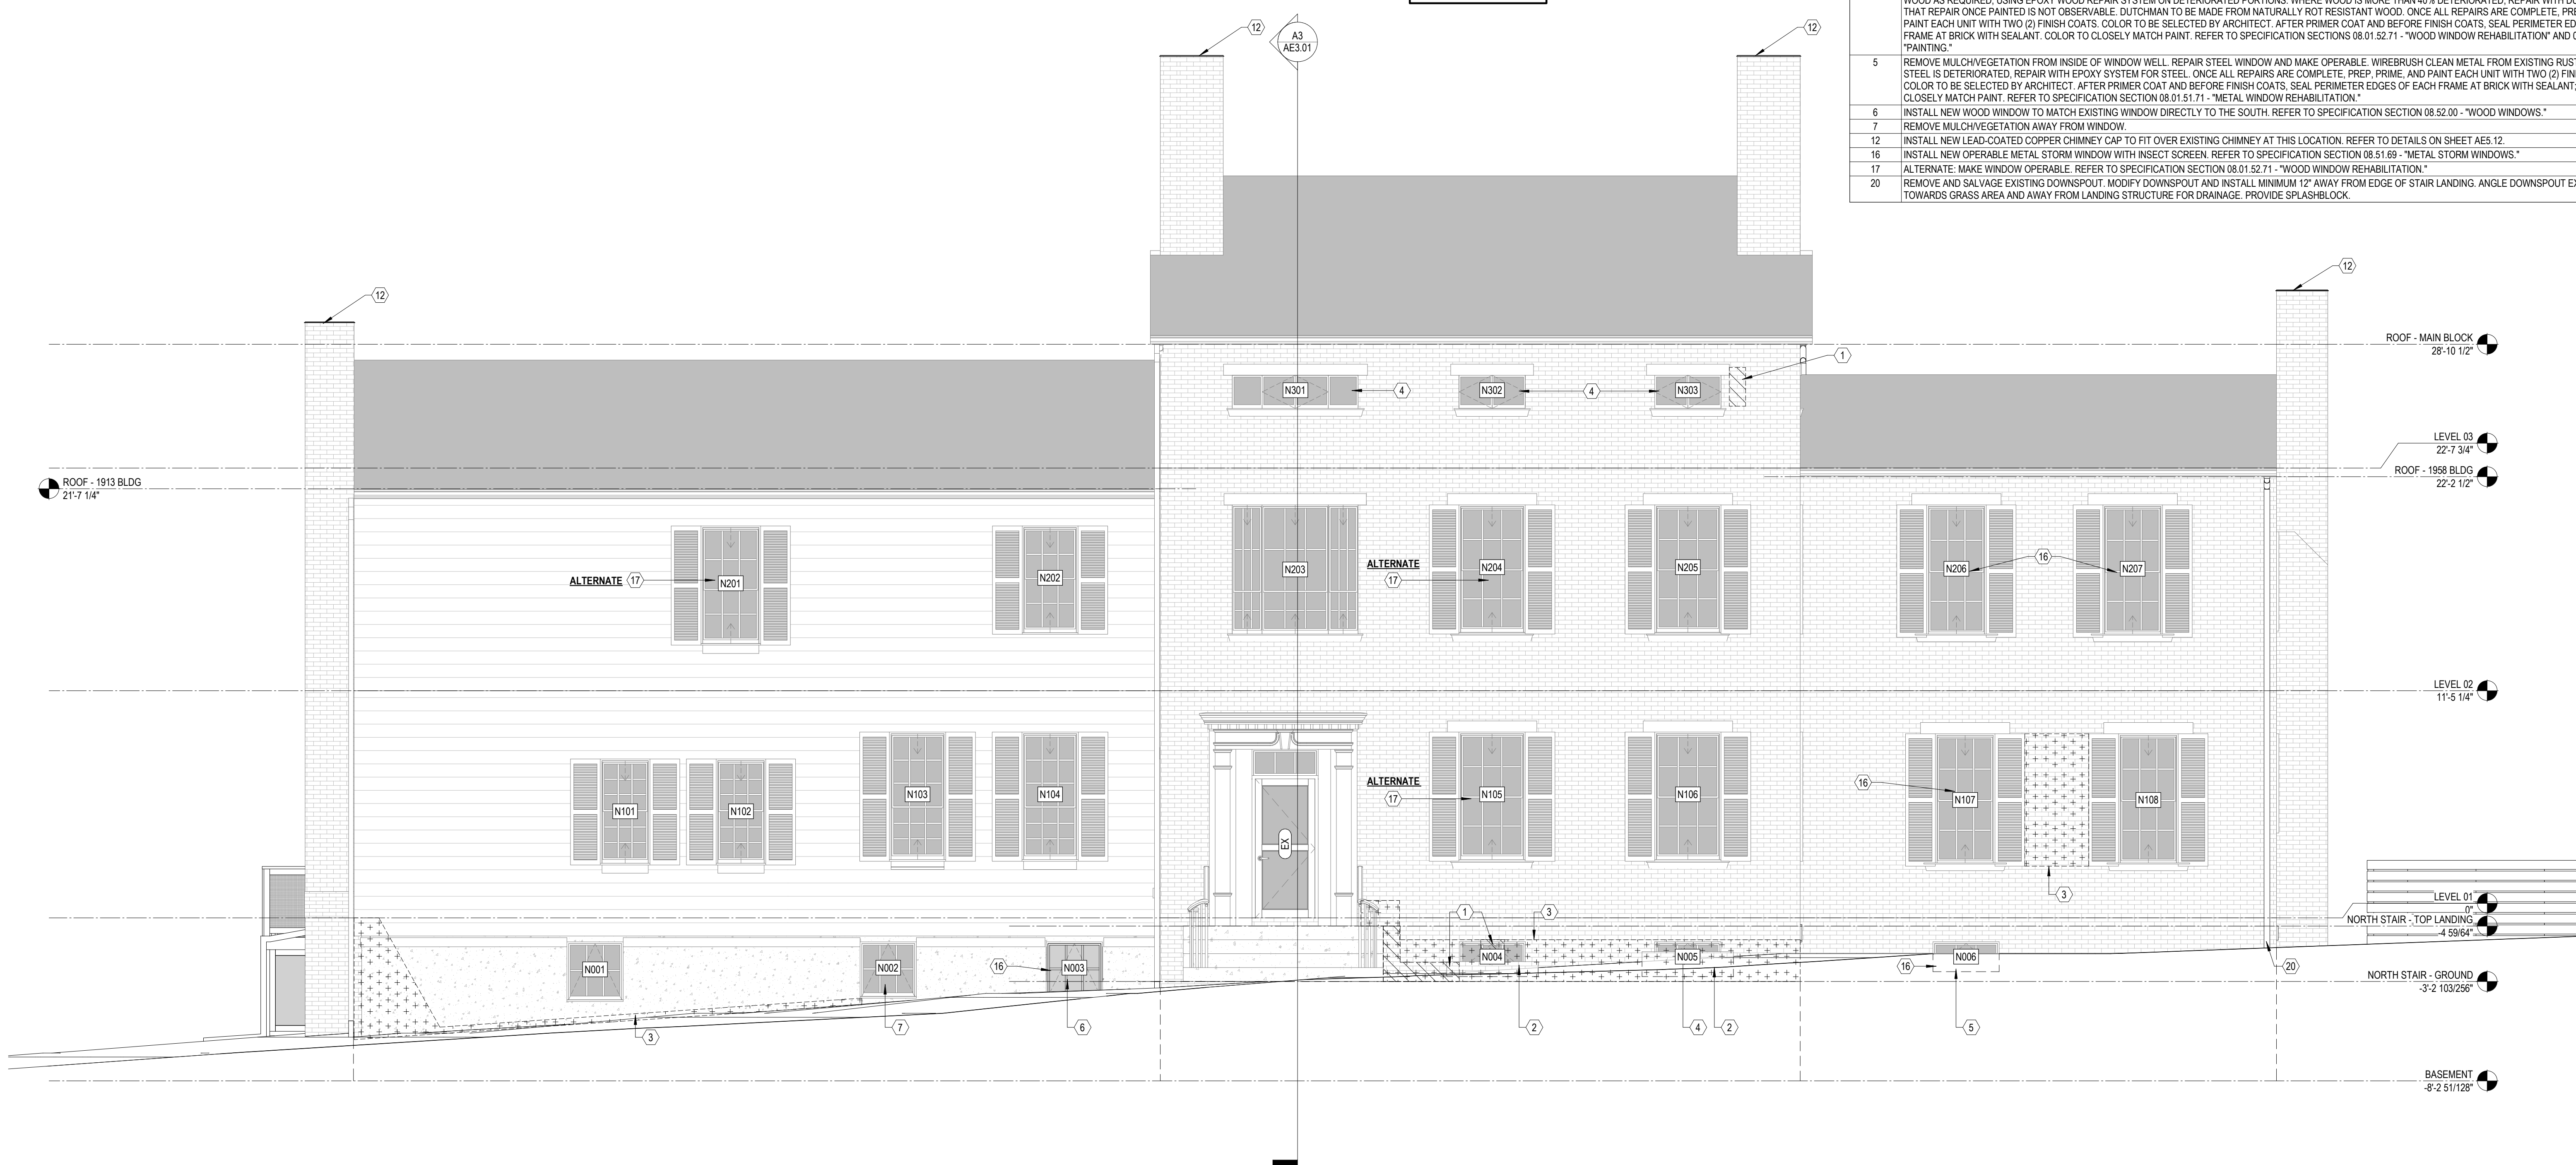 WOOD AS REQUIRED, USING EPOXY WOOD REPAIR SYSTEM ON DETERIORATED PORTIONS. WHERE WOOD IS MORE THAN 40% DETERIORATED, REPAIR WITH
THAT REPAIR ONCE PAINTED IS NOT OBSERVABLE. DUTCHMAN TO BE MADE FROM NATURALLY ROT RESISTANT WOOD. ONCE ALL REPAIRS ARE COMPLETE,
PAINT EACH UNIT WITH TWO (2) FINISH COATS. COLOR TO BE SELECTED BY ARCHITECT. AFTER PRIMER COAT AND BEFORE FINISH COATS, SEAL PERIMETER
FRAME AT BRICK WITH SEALANT. COLOR TO CLOSELY MATCH PAINT. REFER TO SPECIFICATION SECTIONS 08.01.52.71 - "WOOD WINDOW REHABILITATION" AND
"PAINTING."
5 REMOVE MULCH/VEGETATION FROM INSIDE OF WINDOW WELL. REPAIR STEEL WINDOW AND MAKE OPERABLE. WIREBRUSH CLEAN METAL FROM EXISTING
STEEL IS DETERIORATED, REPAIR WITH EPOXY SYSTEM FOR STEEL. ONCE ALL REPAIRS ARE COMPLETE, PREP, PRIME, AND PAINT EACH UNIT WITH TWO (2)
COLOR TO BE SELECTED BY ARCHITECT. AFTER PRIMER COAT AND BEFORE FINISH COATS, SEAL PERIMETER EDGES OF EACH FRAME AT BRICK WITH SEALANT;
CLOSELY MATCH PAINT. REFER TO SPECIFICATION SECTION 08.01.51.71 - "METAL WINDOW REHABILITATION."
6 INSTALL NEW WOOD WINDOW TO MATCH EXISTING WINDOW DIRECTLY TO THE SOUTH. REFER TO SPECIFICATION SECTION 08.52.00 - "WOOD WINDOWS."
7 REMOVE MULCH/VEGETATION AWAY FROM WINDOW.
12 INSTALL NEW LEAD-COATED COPPER CHIMNEY CAP TO FIT OVER EXISTING CHIMNEY AT THIS LOCATION. REFER TO DETAILS ON SHEET AE5.12.
16 INSTALL NEW OPERABLE METAL STORM WINDOW WITH INSECT SCREEN. REFER TO SPECIFICATION SECTION 08.51.69 - "METAL STORM WINDOWS."
17 ALTERNATE: MAKE WINDOW OPERABLE. REFER TO SPECIFICATION SECTION 08.01.52.71 - "WOOD WINDOW REHABILITATION."
20 REMOVE AND SALVAGE EXISTING DOWNSPOUT. MODIFY DOWNSPOUT AND INSTALL MINIMUM 12" AWAY FROM EDGE OF STAIR LANDING. ANGLE DOWNSPOUT
TOWARDS GRASS AREA AND AWAY FROM LANDING STRUCTURE FOR DRAINAGE. PROVIDE SPLASHBLOCK.
12
A3
AE3.01
12
12
12
ROOF - MAIN BLOCK
28'-10 1/2"
1
N301
4
N302
4
N303
LEVEL 03
22'-7 3/4"
ROOF - 1958 BLDG
22'-2 1/2"
ROOF - 1913 BLDG
21'-7 1/4"
ALTERNATE 17
N201
N202
N203
ALTERNATE
17
N204
N205
N206
16
N207
LEVEL 02
11'-5 1/4"
N101
N102
N103
N104
EX
ALTERNATE
17
N105
N106
16
N107
N108
3
LEVEL 01
0"
NORTH STAIR - TOP LANDING
-4 59/64"
1
3
N001
N002
16
N003
N004
N005
16
N006
20
NORTH STAIR - GROUND
-3'-2 103/256"
3
7
6
2
4
2
5
BASEMENT
-8'-2 51/128"